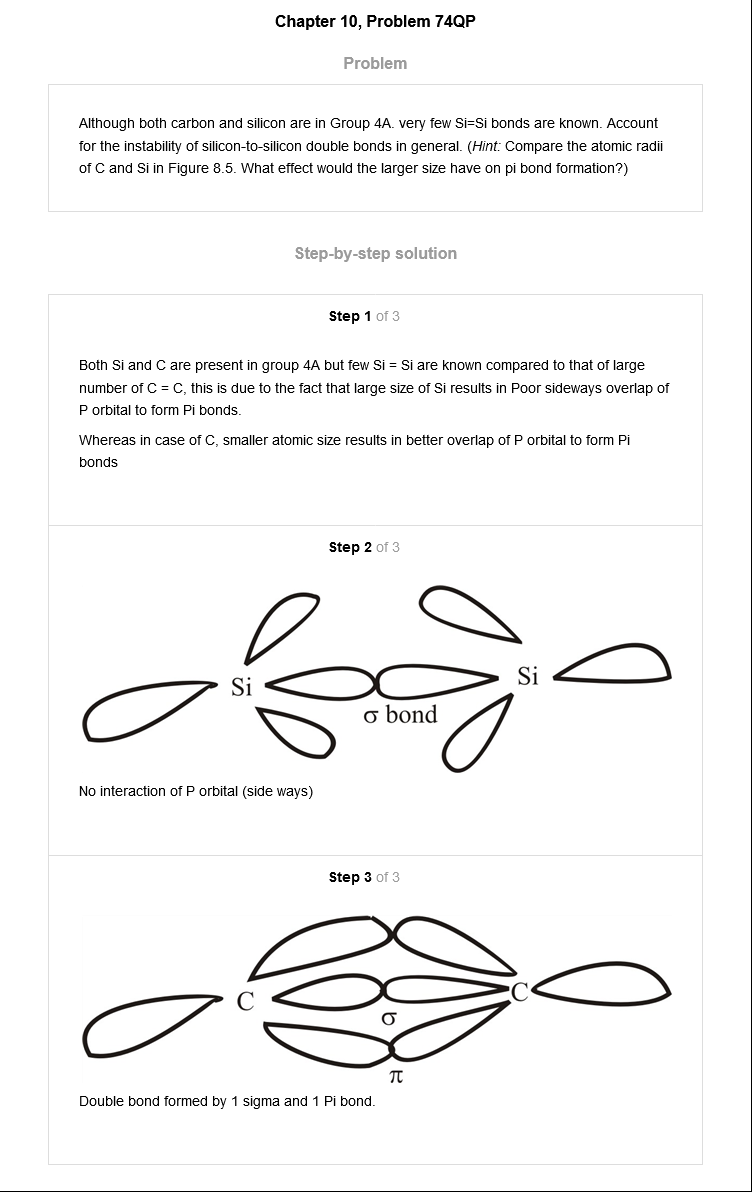 Chapter 10, Problem 74QP
Problem
Although both carbon and silicon are in Group 4A. very few Si=Si bonds are known. Account
for the instability of silicon-to-silicon double bonds in general. (Hint: Compare the atomic radii
of C and Si in Figure 8.5. What effect would the larger size have on pi bond formation?)
Step-by-step solution
Step 1 of 3
Both Si and C are present in group 4A but few Si = Si are known compared to that of large
number of C = C, this is due to the fact that large size of Si results in Poor sideways overlap of
P orbital to form Pi bonds.
Whereas in case of C, smaller atomic size results in better overlap of P orbital to form Pi
bonds
Step 2 of 3
Si
Si
σ bond
No interaction of P orbital (side ways)
Step 3 of 3
C
C
σ
π
Double bond formed by 1 sigma and 1 Pi bond.